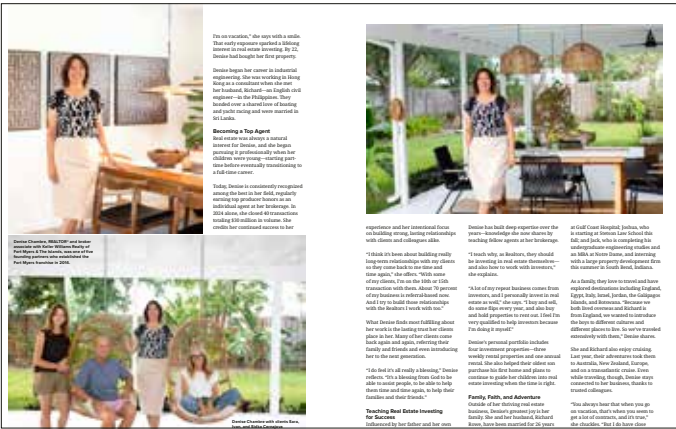 I'm on vacation," she says with a smile.
That early exposure sparked a lifelong
interest in real estate investing. By 22,
Denise had bought her first property.
Denise began her career in industrial
engineering. She was working in Hong
Kong as a consultant when she met
her husband, Richard—an English civil
engineer—in the Philippines. They
bonded over a shared love of boating
and yacht racing and were married in
Sri Lanka.
Becoming a Top Agent
Real estate was always a natural
interest for Denise, and she began
pursuing it professionally when her
children were young—starting part-
time before eventually transitioning to
a full-time career.
Today, Denise is consistently recognized
among the best in her field, regularly
earning top producer honors as an
individual agent at her brokerage. In
2024 alone, she closed 40 transactions
totaling $30 million in volume. She
credits her continued success to her
Denise Chambre, REALTOR® and broker
associate with Keller Williams Realty of
Fort Myers & The Islands, was one of five
founding partners who established the
Fort Myers franchise in
Denise Chambre with clients
experience and her intentional focus
on building strong, lasting relationships
with clients and colleagues alike.
"I think it's been about building really
long-term relationships with my clients
so they come back to me time and
time again," she offers. "With some
of my clients, I'm on the 10th or 15th
transaction with them. About 70 percent
of my business is referral-based now.
And I try to build those relationships
with the Realtors I work with too."
What Denise finds most fulfilling about
her work is the lasting trust her clients
place in her. Many of her clients come
back again and again, referring their
family and friends and even introducing
her to the next generation.
"I do feel it's all really a blessing," Denise
reflects. "It's a blessing from God to be
able to assist people, to be able to help
them time and time again, to help their
families and their friends."
Teaching Real Estate Investing
for Success
Influenced by her father and her own
Denise has built deep expertise over the
years—knowledge she now shares by
teaching fellow agents at her brokerage.
"I teach why, as Realtors, they should
be investing in real estate themselves—
and also how to work with investors,"
she explains.
"A lot of my repeat business comes from
investors, and I personally invest in real
estate as well," she says. "I buy and sell,
do some flips every year, and also buy
and hold properties to rent out. I feel I'm
very qualified to help investors because
I'm doing it myself."
Denise's personal portfolio includes
four investment properties—three
weekly rental properties and one annual
rental. She also helped their oldest son
purchase his first home and plans to
continue to guide her children into real
estate investing when the time is right.
Family, Faith, and Adventure
Outside of her thriving real estate
business, Denise's greatest joy is her
family. She and her husband, Richard
Rowe, have been married for 26 years
at Gulf Coast Hospital; Joshua, who
is starting at Stetson Law School this
fall; and Jack, who is completing his
undergraduate engineering studies and
an MBA at Notre Dame, and interning
with a large property development firm
this summer in South Bend, Indiana.
As a family, they love to travel and have
explored destinations including England,
Egypt, Italy, Israel, Jordan, the Galapagos
Islands, and Botswana. "Because we
both lived overseas and Richard is
from England, we wanted to introduce
the boys to different cultures and
different places to live. So we've traveled
extensively with them," Denise shares.
She and Richard also enjoy cruising.
Last year, their adventures took them
to Australia, New Zealand, Europe,
and on a transatlantic cruise. Even
while traveling, though, Denise stays
connected to her business, thanks to
trusted colleagues.
"You always hear that when you go
on vacation, that's when you seem to
get a lot of contracts, and it's true,"
she chuckles. "But I do have close